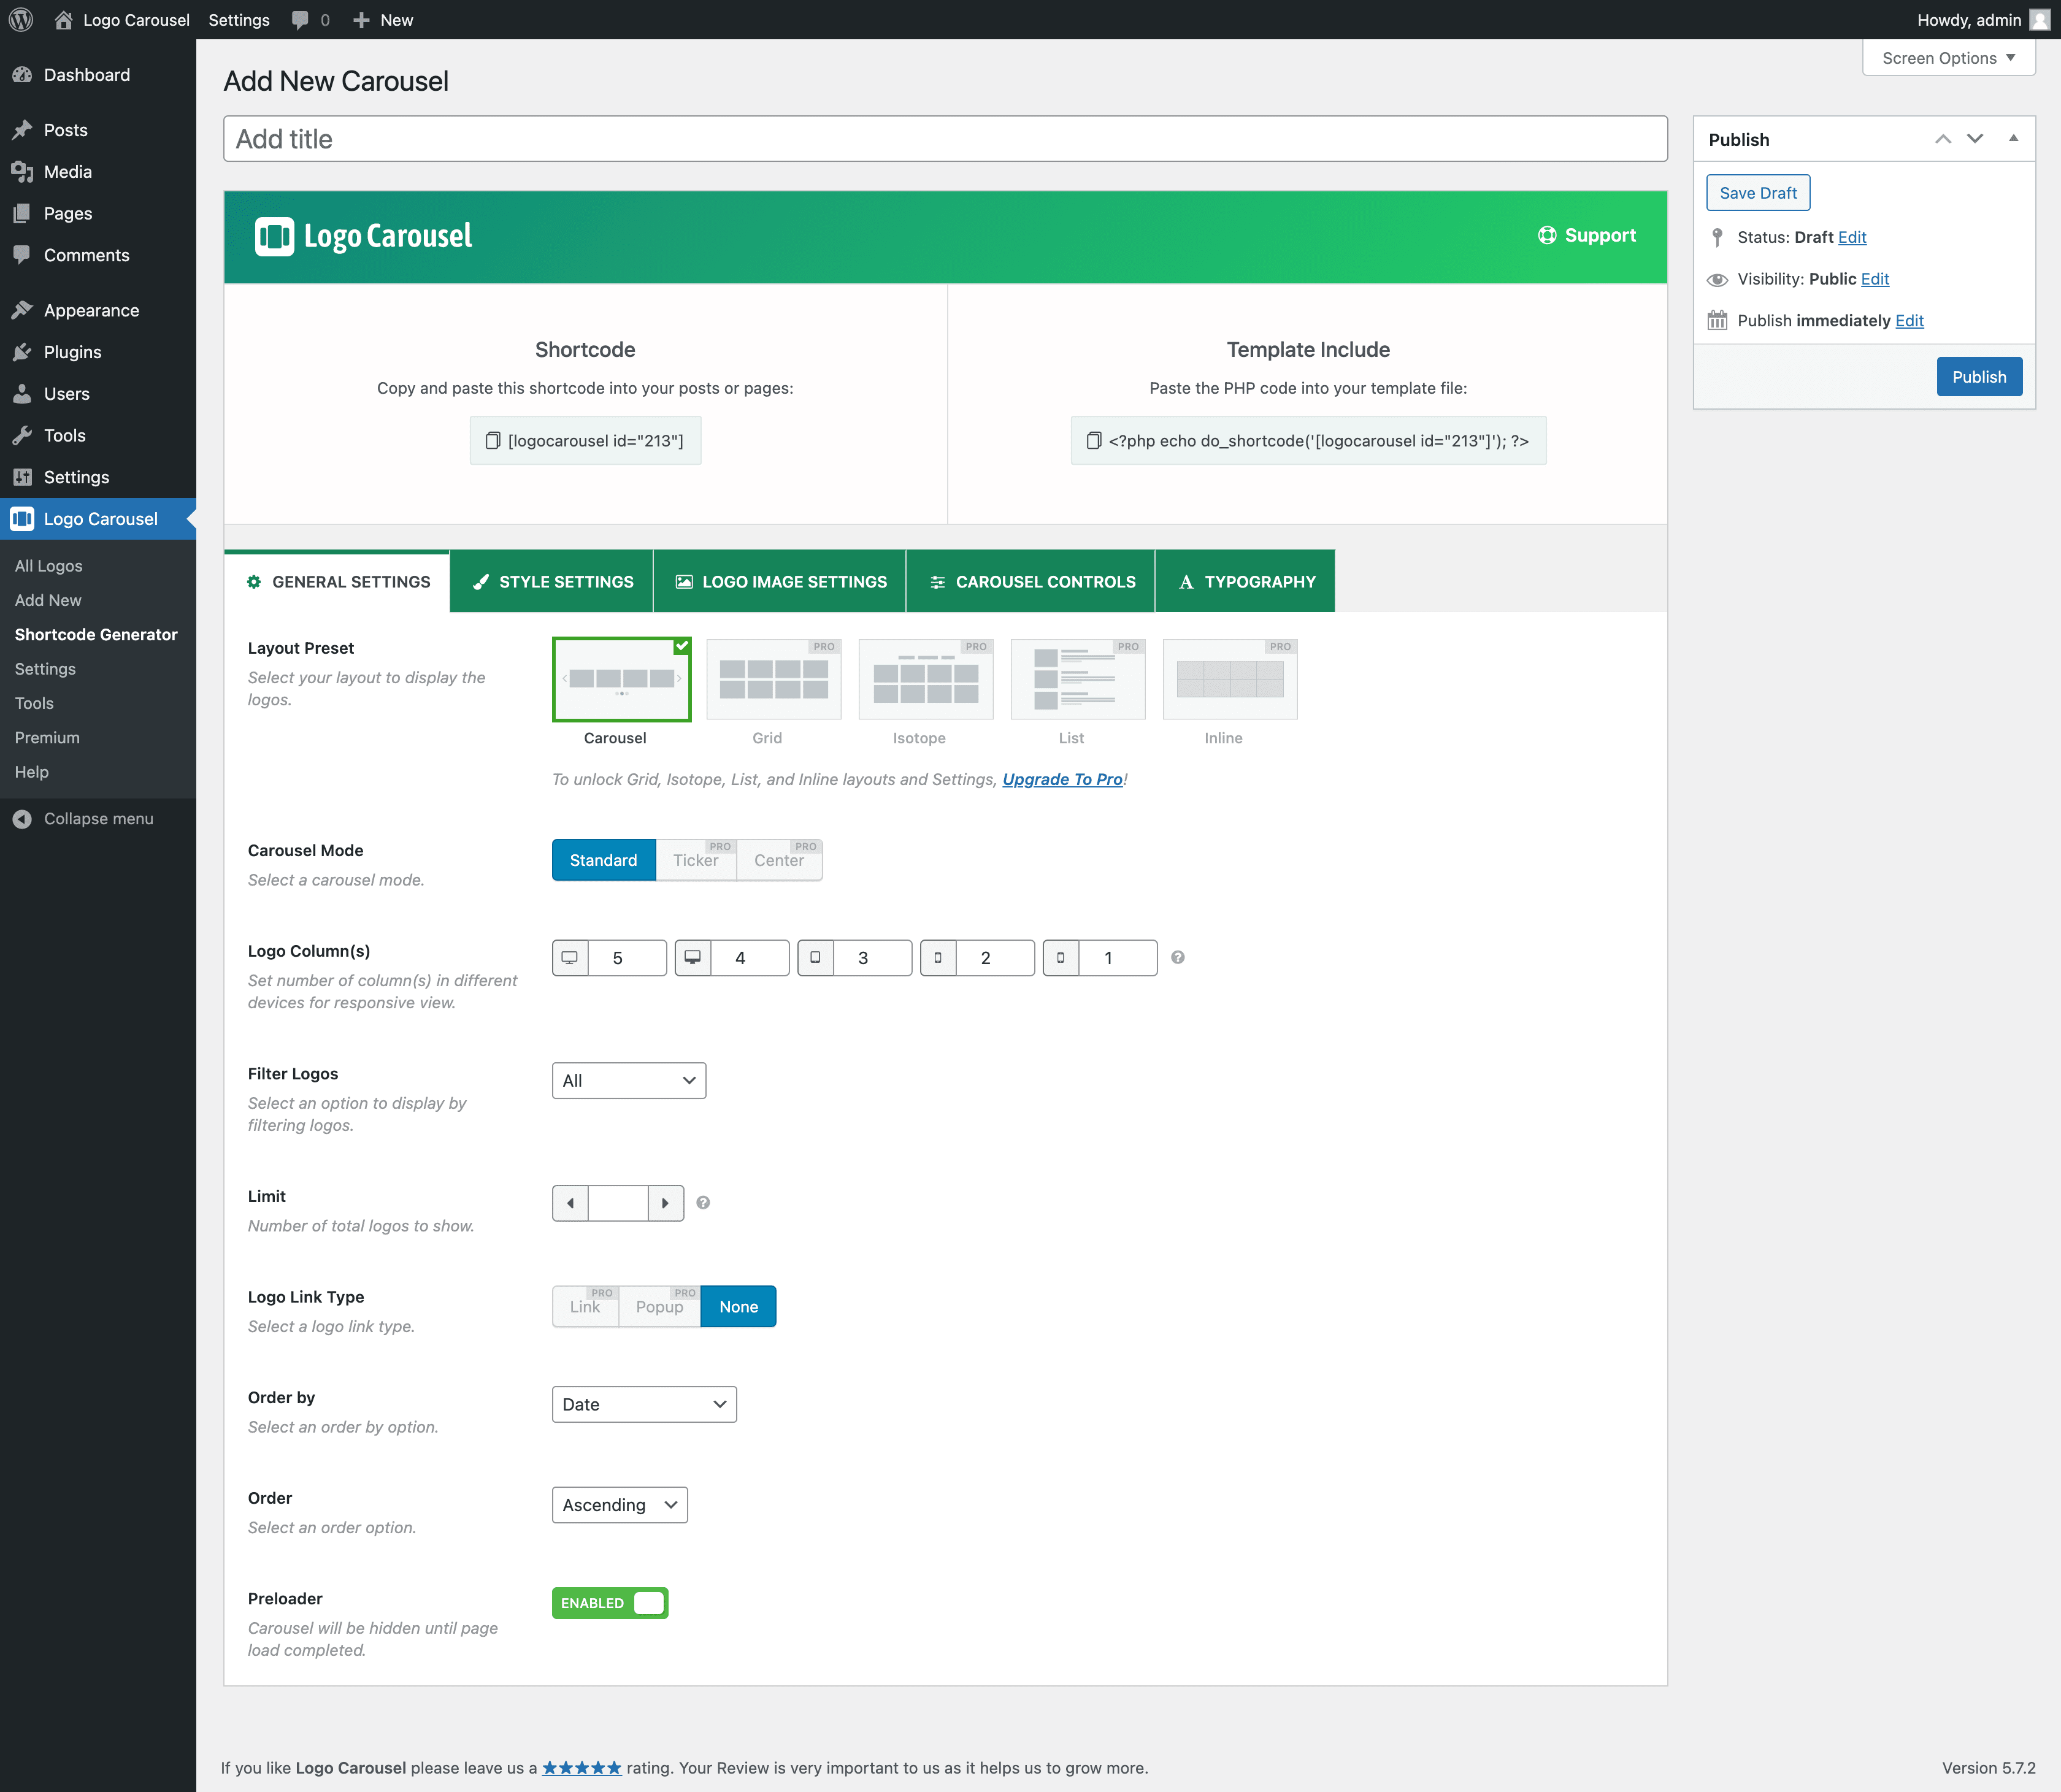 Logo Carousel Settings 0 New Howdy, admin
Screen Options
Dashboard
Posts
Media
Pages
Comments
Appearance
Plugins
Users
Tools
Settings
Logo Carousel
All Logos
Add New
Shortcode Generator
Settings
Tools
Premium
Help
Collapse menu
Add New Carousel
Add title
Logo Carousel
Support
Shortcode
Copy and paste this shortcode into your posts or pages:
[logocarousel id="213"]
Template Include
Paste the PHP code into your template file:
<?php echo do_shortcode('[logocarousel id="213"]'); ?>
GENERAL SETTINGS STYLE SETTINGS LOGO IMAGE SETTINGS CAROUSEL CONTROLS TYPOGRAPHY
Layout Preset
Select your layout to display the
logos.
PRO PRO PRO PRO
Carousel Grid Isotope List Inline
To unlock Grid, Isotope, List, and Inline layouts and Settings, Upgrade To Pro!
Carousel Mode
Select a carousel mode.
Standard Ticker PRO Center PRO
Logo Column(s)
Set number of column(s) in different
devices for responsive view.
5 4 3 2 1 ?
Filter Logos
Select an option to display by
filtering logos.
All
Limit
Number of total logos to show.
?
Logo Link Type
Select a logo link type.
Link PRO Popup PRO None
Order by
Select an order by option.
Date
Order
Select an order option.
Ascending
Preloader
Carousel will be hidden until page
load completed.
ENABLED
Publish
Save Draft
Status: Draft Edit
Visibility: Public Edit
Publish immediately Edit
Publish
If you like Logo Carousel please leave us a ★★★★★ rating. Your Review is very important to us as it helps us to grow more.
Version 5.7.2